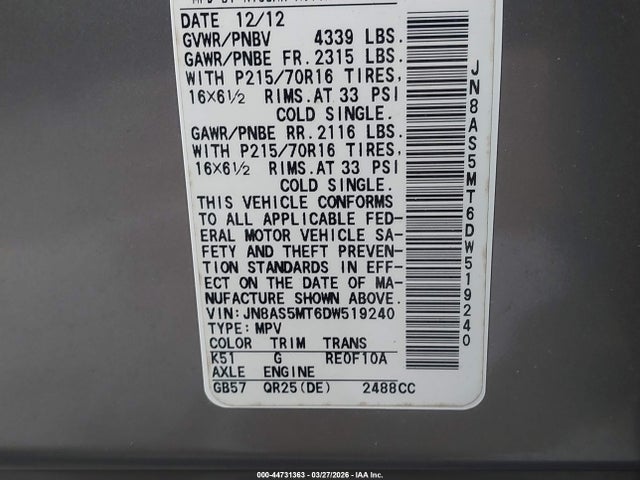 DATE 12/12
GVWR/PNBV 4339 LBS.
GAWR/PNBE FR. 2315 LBS.
WITH P215/70R16 TIRES,
16×6½ RIMS. AT 33 PSI
COLD SINGLE.
GAWR/PNBE RR. 2116 LBS.
WITH P215/70R16 TIRES,
16×6½ RIMS. AT 33 PSI
COLD SINGLE.
THIS VEHICLE CONFORMS
TO ALL APPLICABLE FED-
ERAL MOTOR VEHICLE SA-
FETY AND THEFT PREVEN-
TION STANDARDS IN EFF-
ECT ON THE DATE OF MA-
NUFACTURE SHOWN ABOVE.
VIN: JN8AS5MT6DW519240
TYPE: MPV
COLOR TRIM TRANS
K51 G RE0F10A
AXLE ENGINE
GB57 QR25(DE) 2488CC
JN8AS5MT6DW519240
000-44731363 - 03/27/2026 - IAA Inc.